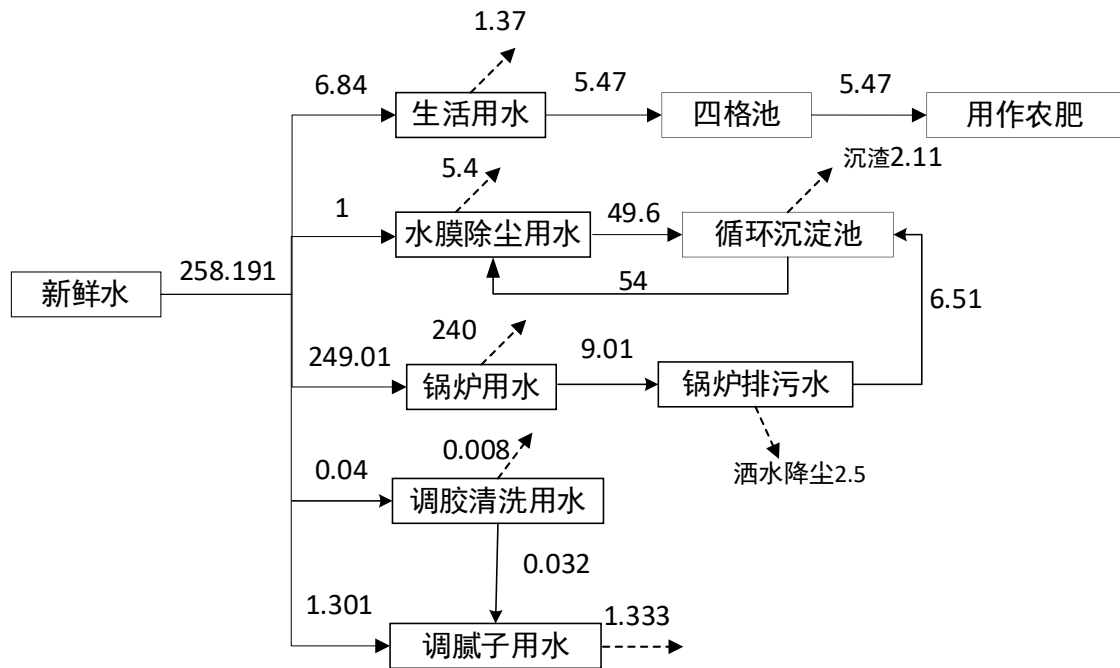 1.37
6.84
5.47
5.47
生活用水
四格池
用作农肥
5.4
沉渣2.11
1
49.6
水膜除尘用水
循环沉淀池
258.191
54
新鲜水
6.51
240
249.01
9.01
锅炉用水
锅炉排污水
0.008
洒水降尘2.5
0.04
调胶清洗用水
0.032
1.301
1.333
调腻子用水